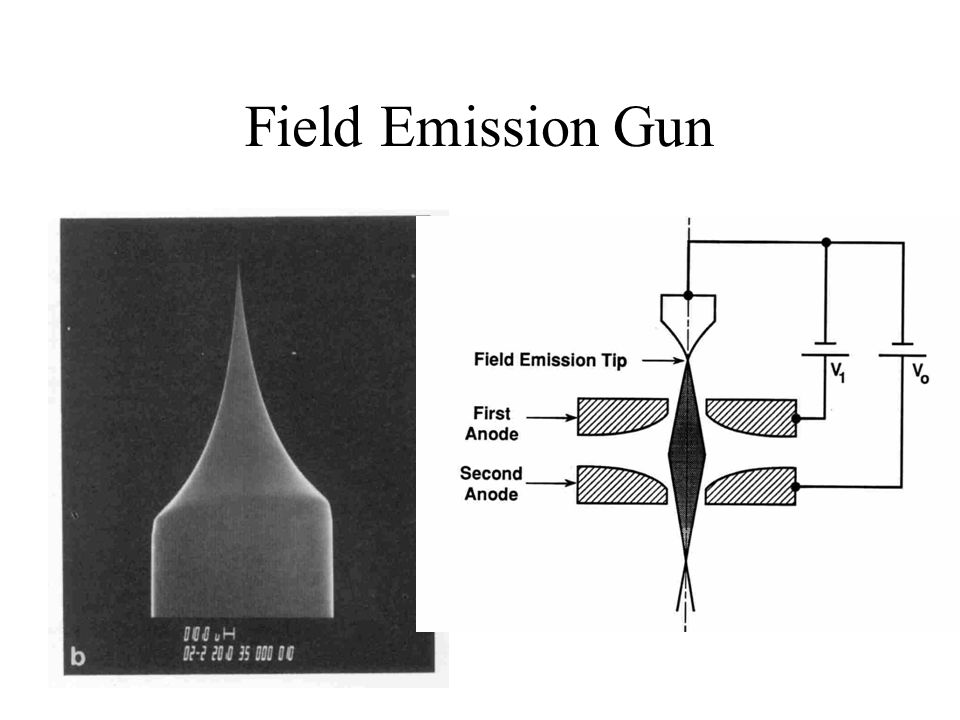 Field Emission Gun
Field Emission Tip
First
Anode
Second
Anode
V1
Vo
b